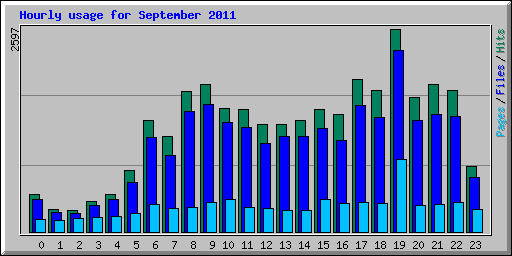 Hourly usage for September 2011
2597
Pages/Files/Hits
0 1 2 3 4 5 6 7 8 9 10 11 12 13 14 15 16 17 18 19 20 21 22 23